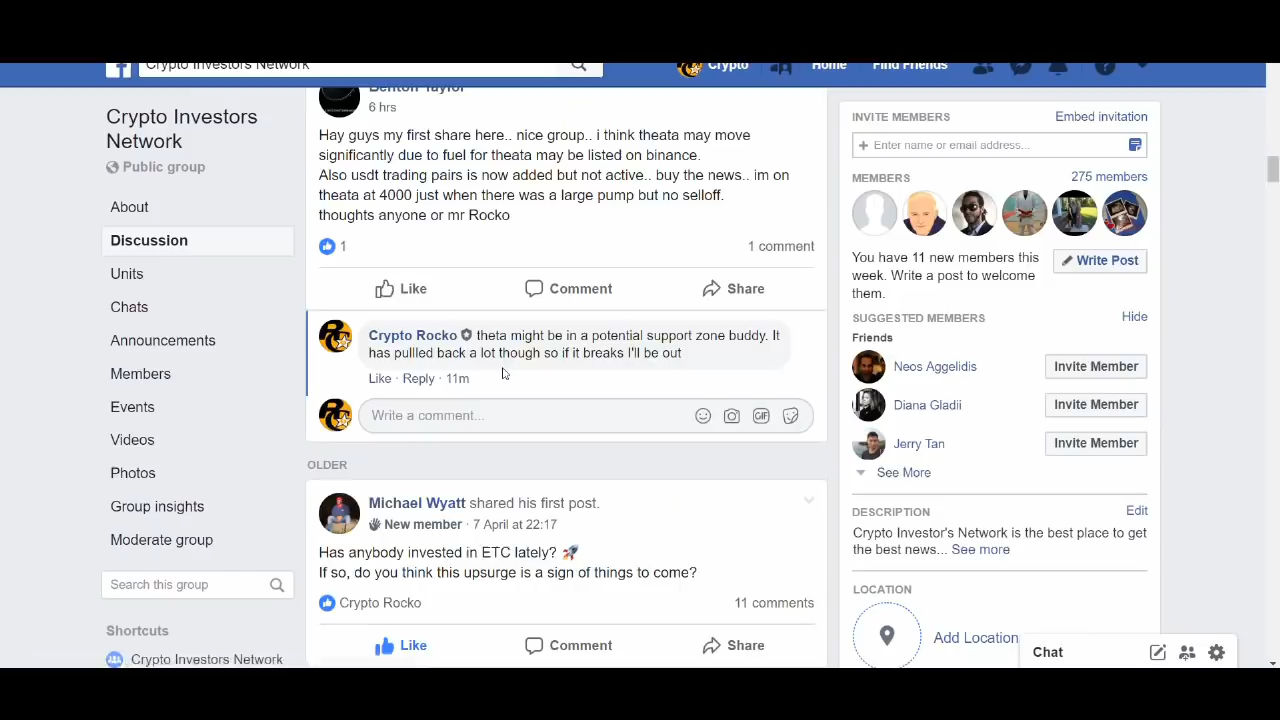 Crypto Investors Network
Crypto
Home
Find Friends
Crypto Investors
Network
Public group
About
Discussion
Units
Chats
Announcements
Members
Events
Videos
Photos
Group insights
Moderate group
Search this group
Shortcuts
Crypto Investors Network
Benton Taylor
6 hrs
Hay guys my first share here.. nice group.. i think theata may move
significantly due to fuel for theata may be listed on binance.
Also usdt trading pairs is now added but not active.. buy the news.. im on
theata at 4000 just when there was a large pump but no selloff.
thoughts anyone or mr Rocko
1
1 comment
Like
Comment
Share
Crypto Rocko theta might be in a potential support zone buddy. It
has pullled back a lot though so if it breaks I'll be out
Like · Reply · 11m
Write a comment...
GIF
OLDER
Michael Wyatt shared his first post.
New member · 7 April at 22:17
Has anybody invested in ETC lately? 🚀
If so, do you think this upsurge is a sign of things to come?
Crypto Rocko
11 comments
Like
Comment
Share
INVITE MEMBERS
Embed invitation
+ Enter name or email address...
MEMBERS
275 members
You have 11 new members this
week. Write a post to welcome
them.
Write Post
SUGGESTED MEMBERS
Hide
Friends
Neos Aggelidis
Invite Member
Diana Gladii
Invite Member
Jerry Tan
Invite Member
See More
DESCRIPTION
Edit
Crypto Investor's Network is the best place to get
the best news... See more
LOCATION
Add Location
Chat